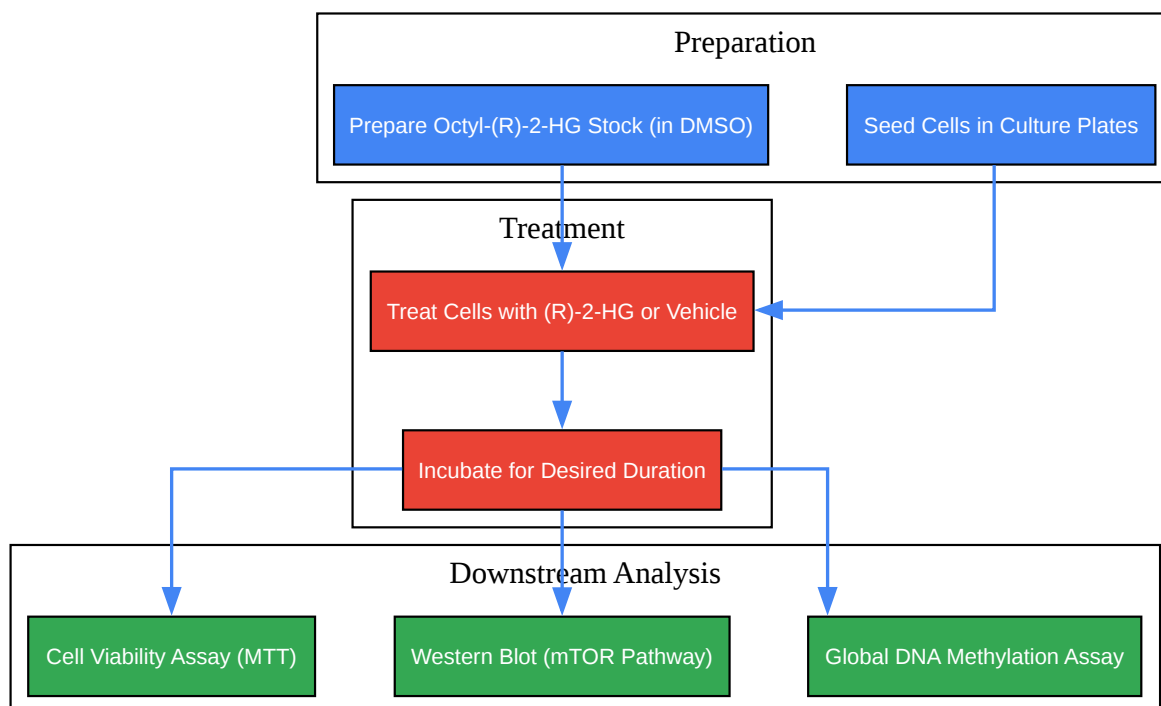 Preparation
Prepare Octyl-(R)-2-HG Stock (in DMSO)
Seed Cells in Culture Plates
Treatment
Treat Cells with (R)-2-HG or Vehicle
Incubate for Desired Duration
Downstream Analysis
Cell Viability Assay (MTT)
Western Blot (mTOR Pathway)
Global DNA Methylation Assay